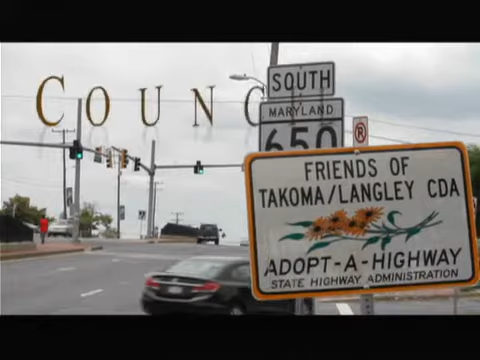 COUNC
SOUTH
MARYLAND
650
FRIENDS OF
TAKOMA/LANGLEY CDA
ADOPT-A-HIGHWAY
STATE HIGHWAY ADMINISTRATION